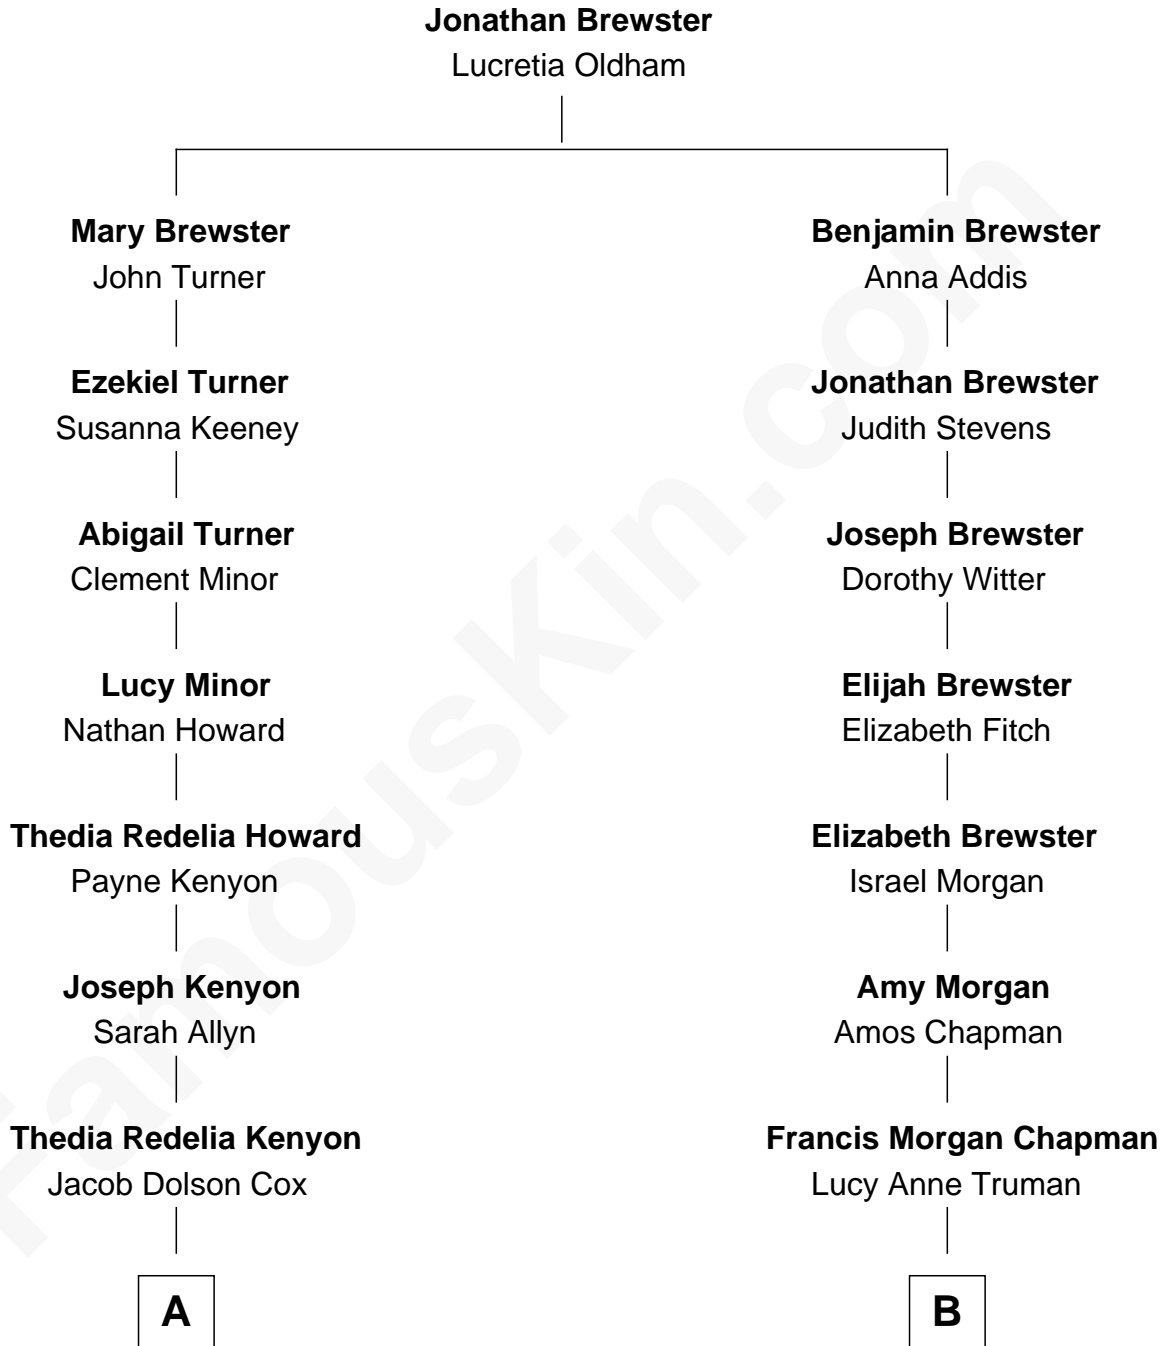 Jonathan Brewster
Lucretia Oldham
Mary Brewster
John Turner
Benjamin Brewster
Anna Addis
Ezekiel Turner
Susanna Keeney
Jonathan Brewster
Judith Stevens
Abigail Turner
Clement Minor
Joseph Brewster
Dorothy Witter
Lucy Minor
Nathan Howard
Elijah Brewster
Elizabeth Fitch
Thedia Redelia Howard
Payne Kenyon
Elizabeth Brewster
Israel Morgan
Joseph Kenyon
Sarah Allyn
Amy Morgan
Amos Chapman
Thedia Redelia Kenyon
Jacob Dolson Cox
Francis Morgan Chapman
Lucy Anne Truman
A
B
FamousKin.com